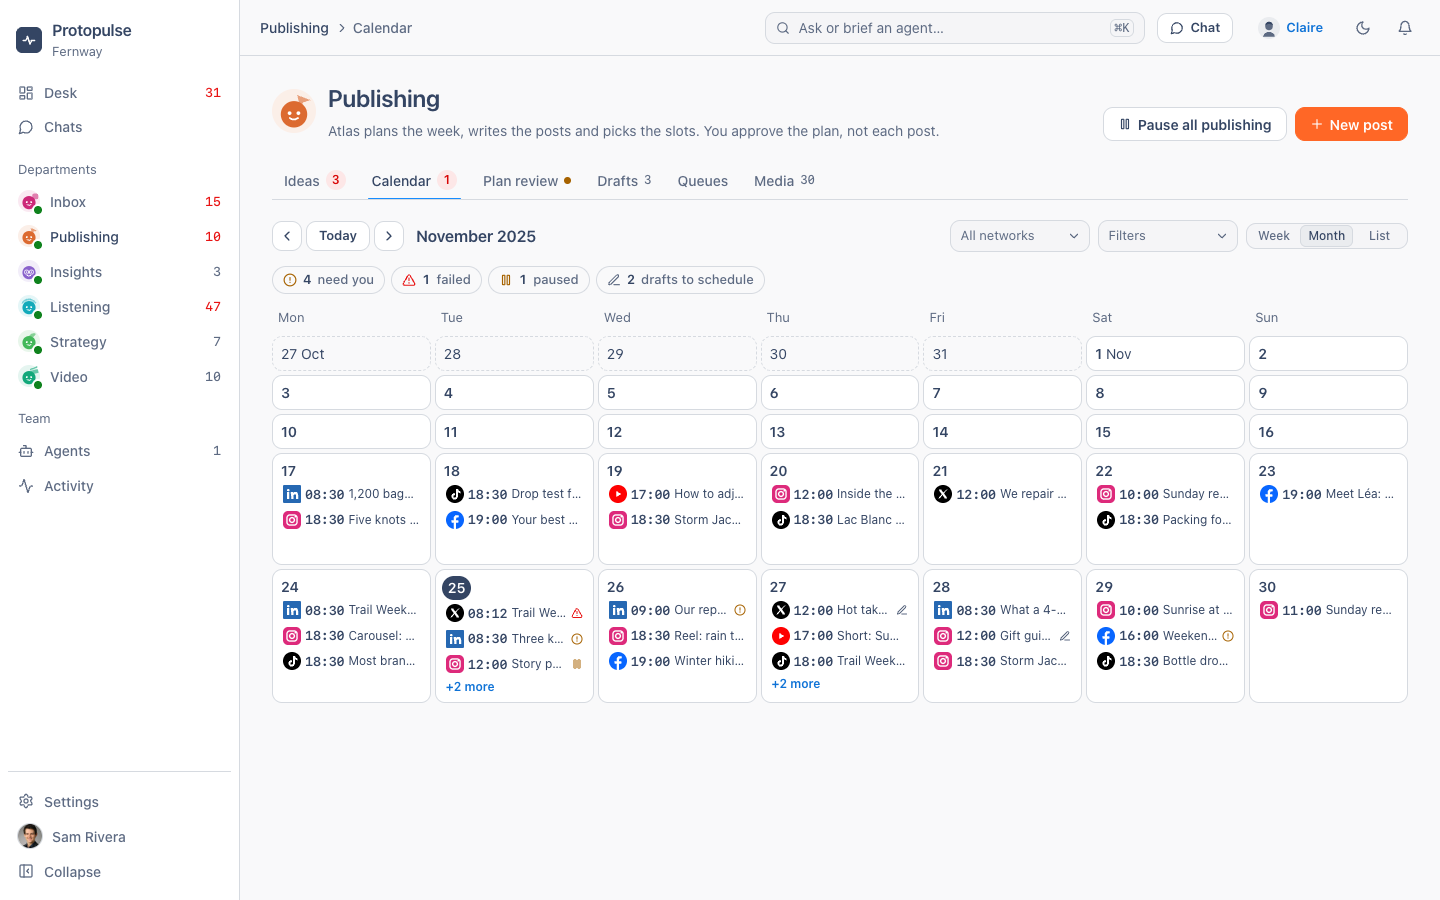 Protopulse
Fernway
Desk 31
Chats
Departments
Inbox 15
Publishing 10
Insights 3
Listening 47
Strategy 7
Video 10
Team
Agents 1
Activity
Settings
Sam Rivera
Collapse
Publishing > Calendar
Ask or brief an agent... ⌘K
Chat
Claire
Publishing
Atlas plans the week, writes the posts and picks the slots. You approve the plan, not each post.
Pause all publishing
+ New post
Ideas 3 Calendar 1 Plan review Drafts 3 Queues Media 30
Today November 2025
All networks Filters Week Month List
4 need you 1 failed 1 paused 2 drafts to schedule
Mon Tue Wed Thu Fri Sat Sun
27 Oct 28 29 30 31 1 Nov 2
3 4 5 6 7 8 9
10 11 12 13 14 15 16
17 18 19 20 21 22 23
08:30 1,200 bag... 18:30 Drop test f... 17:00 How to adj... 12:00 Inside the ... 12:00 We repair ... 10:00 Sunday re... 19:00 Meet Léa: ...
18:30 Five knots ... 19:00 Your best ... 18:30 Storm Jac... 18:30 Lac Blanc ... 18:30 Packing fo...
24 25 26 27 28 29 30
08:30 Trail Week... 08:12 Trail We... 09:00 Our rep... 12:00 Hot tak... 08:30 What a 4-... 10:00 Sunrise at ... 11:00 Sunday re...
18:30 Carousel: ... 08:30 Three k... 18:30 Reel: rain t... 17:00 Short: Su... 12:00 Gift gui... 16:00 Weeken...
18:30 Most bran... 12:00 Story p... 19:00 Winter hiki... 18:00 Trail Week... 18:30 Storm Jac... 18:30 Bottle dro...
+2 more +2 more